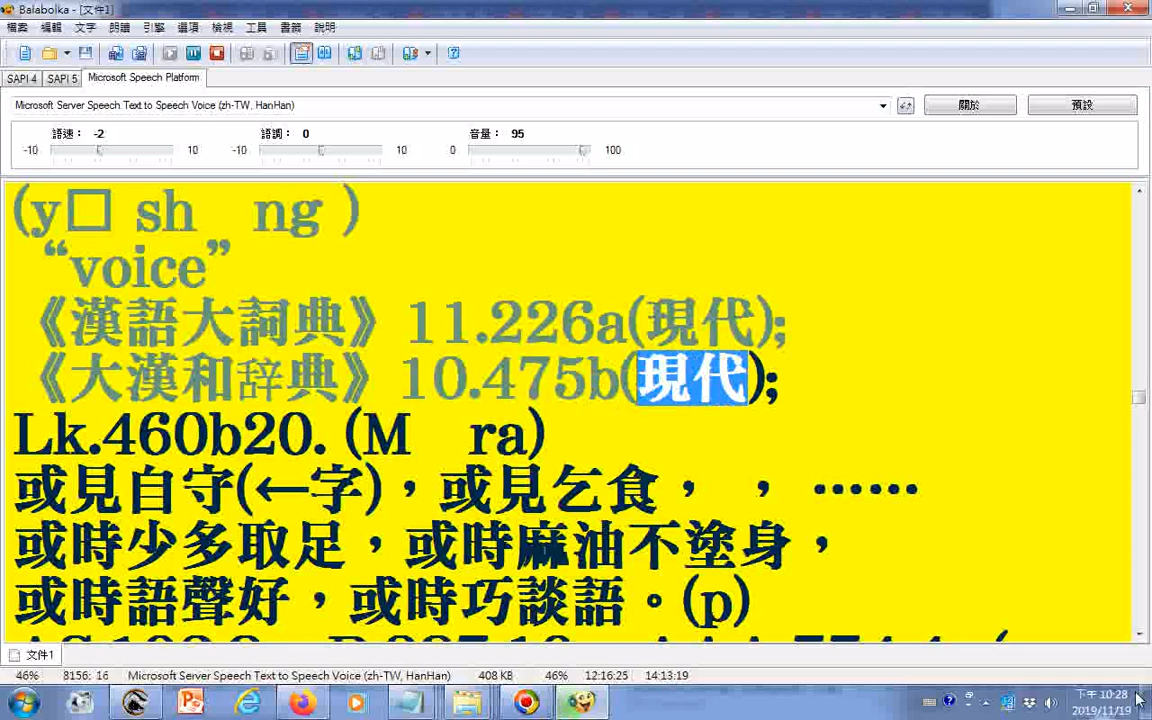 Balabolka - [文件1]
檔案 編輯 文字 朗讀 引擎 選項 檢視 工具 書籤 說明
SAPI 4 SAPI 5 Microsoft Speech Platform
Microsoft Server Speech Text to Speech Voice (zh-TW, HanHan) 關於 預設
語速： -2 語調： 0 音量： 95
-10 10 -10 10 0 100
(y□ sh ng )
“voice”
《漢語大詞典》 11.226a(現代);
《大漢和辞典》 10.475b(現代);
Lk.460b20. (M ra)
或見自守(←字)，或見乞食， ，……
或時少多取足，或時麻油不塗身，
或時語聲好，或時巧談語。(p)
文件1
46% 8156: 16 Microsoft Server Speech Text to Speech Voice (zh-TW, HanHan) 408 KB 46% 12:16:25 14:13:19
下午 10:28
2019/11/19